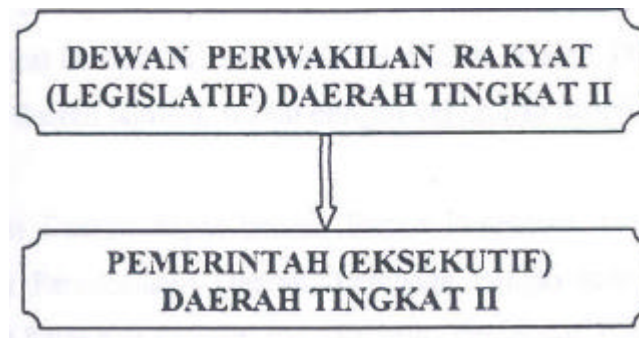 DEWAN PERWAKILAN RAKYAT
(LEGISLATIF) DAERAH TINGKAT II
PEMERINTAH (EKSEKUTIF)
DAERAH TINGKAT II